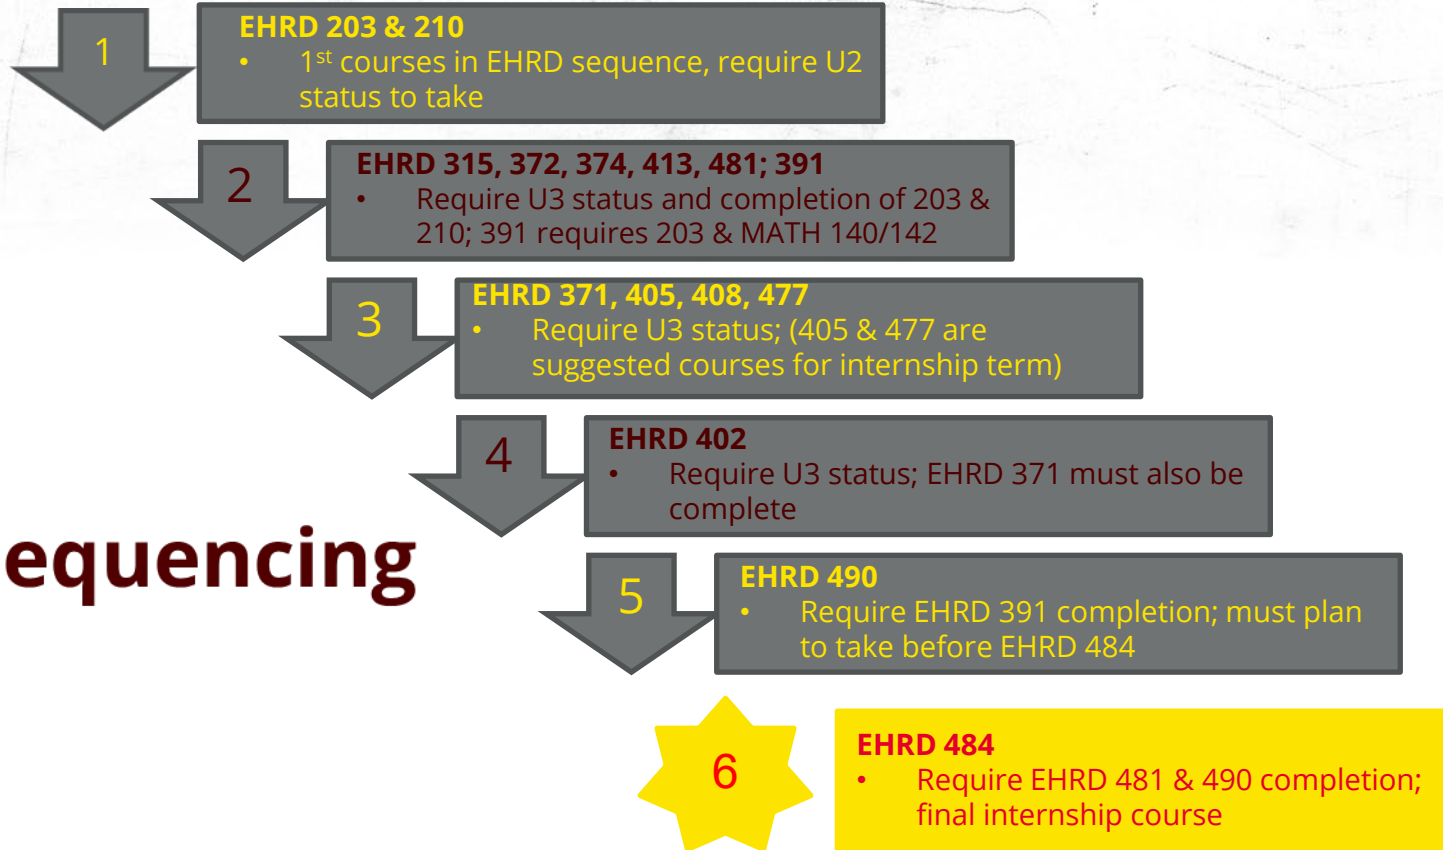 1
EHRD 203 & 210
• 1st courses in EHRD sequence, require U2
status to take
2
EHRD 315, 372, 374, 413, 481; 391
• Require U3 status and completion of 203 &
210; 391 requires 203 & MATH 140/142
3
EHRD 371, 405, 408, 477
• Require U3 status; (405 & 477 are
suggested courses for internship term)
4
EHRD 402
• Require U3 status; EHRD 371 must also be
complete
equencing
5
EHRD 490
• Require EHRD 391 completion; must plan
to take before EHRD 484
6
EHRD 484
• Require EHRD 481 & 490 completion;
final internship course